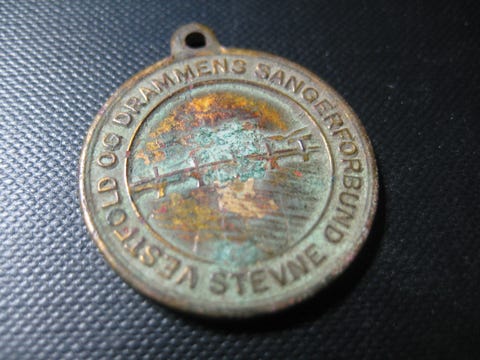 VESTFOLD OG DRAMMENS SANGERFORBUND
STEVNE